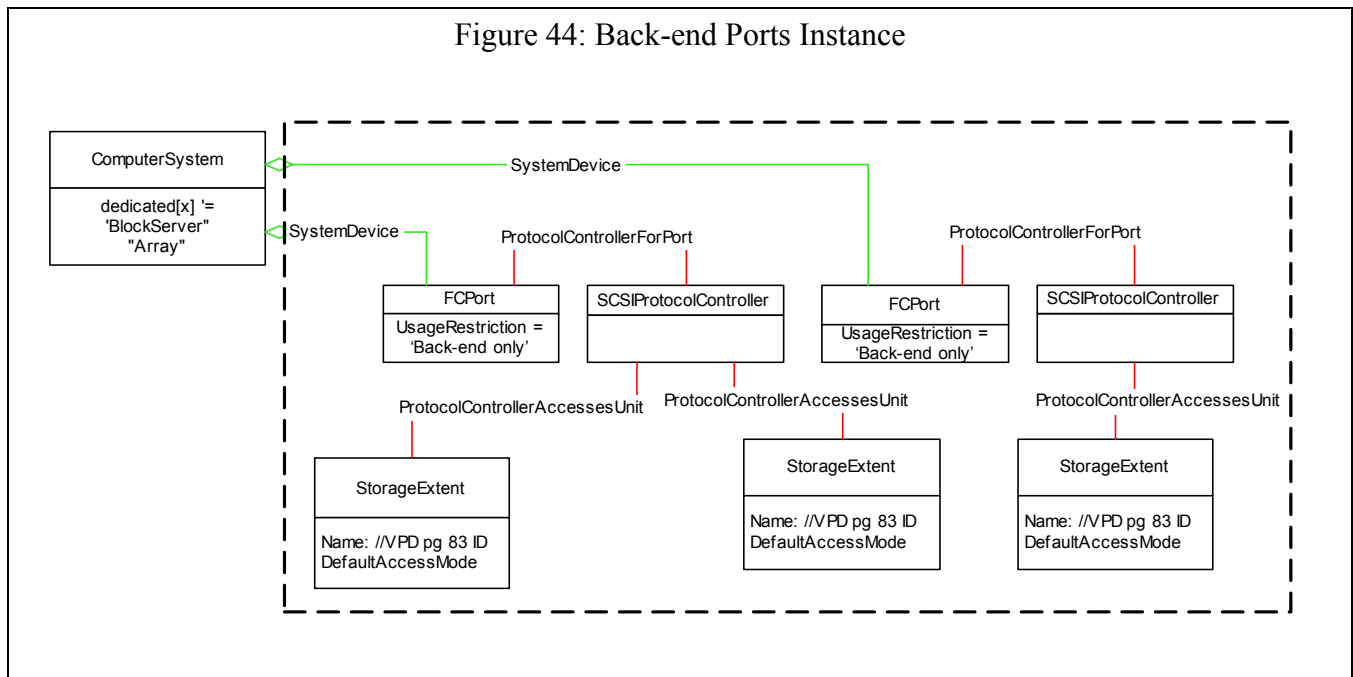 Figure 44: Back-end Ports Instance
ComputerSystem
dedicated[x] '=
'BlockServer"
"Array"
SystemDevice
SystemDevice
ProtocolControllerForPort
ProtocolControllerForPort
FCPort
UsageRestriction =
‘Back-end only’
SCSIProtocolController
FCPort
UsageRestriction =
‘Back-end only’
SCSIProtocolController
ProtocolControllerAccessesUnit
ProtocolControllerAccessesUnit
ProtocolControllerAccessesUnit
StorageExtent
Name: //VPD pg 83 ID
DefaultAccessMode
StorageExtent
Name: //VPD pg 83 ID
DefaultAccessMode
StorageExtent
Name: //VPD pg 83 ID
DefaultAccessMode